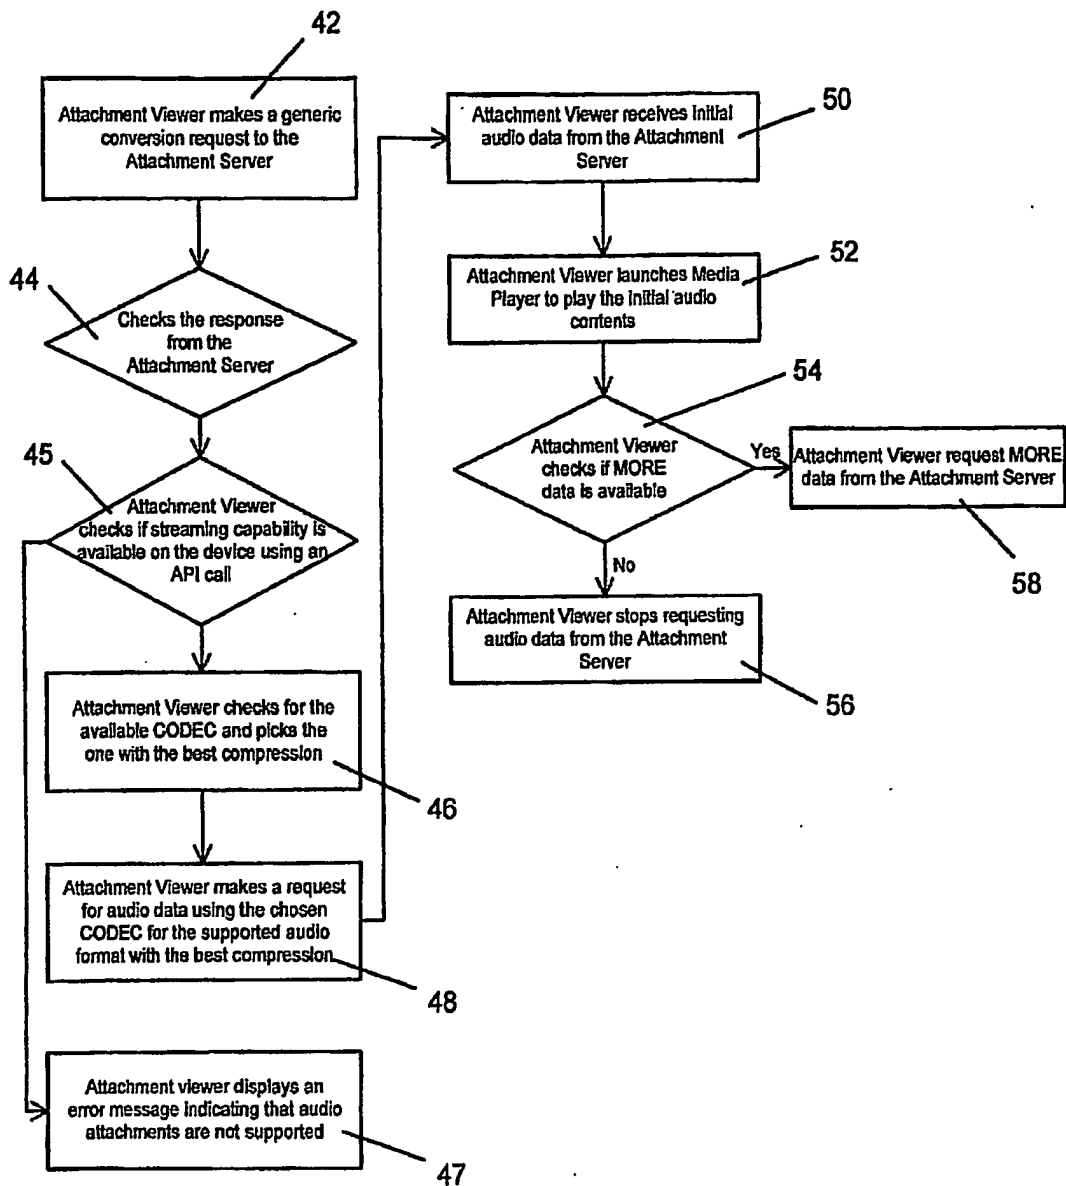 42
Attachment Viewer makes a generic
conversion request to the
Attachment Server
44
Checks the response
from the
Attachment Server
45
Attachment Viewer
checks if streaming capability is
available on the device using an
API call
Attachment Viewer checks for the
available CODEC and picks the
one with the best compression
46
Attachment Viewer makes a request
for audio data using the chosen
CODEC for the supported audio
format with the best compression
48
Attachment viewer displays an
error message indicating that audio
attachments are not supported
47
50
Attachment Viewer receives initial
audio data from the Attachment
Server
52
Attachment Viewer launches Media
Player to play the initial audio
contents
54
Attachment Viewer
checks if MORE
data is available
Yes
Attachment Viewer request MORE
data from the Attachment Server
58
No
Attachment Viewer stops requesting
audio data from the Attachment
Server
56